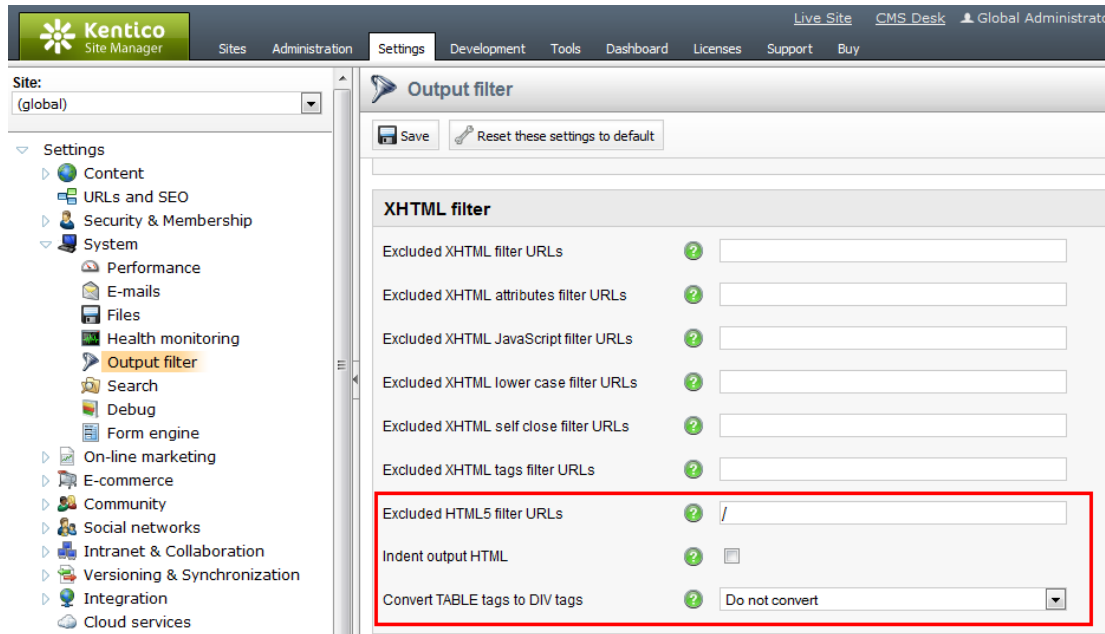 Kentico
Site Manager
Live Site CMS Desk Global Administrato
Sites Administration Settings Development Tools Dashboard Licenses Support Buy
Site:
(global)
Settings
Content
URLs and SEO
Security & Membership
System
Performance
E-mails
Files
Health monitoring
Output filter
Search
Debug
Form engine
On-line marketing
E-commerce
Community
Social networks
Intranet & Collaboration
Versioning & Synchronization
Integration
Cloud services
Output filter
Save Reset these settings to default
XHTML filter
Excluded XHTML filter URLs
Excluded XHTML attributes filter URLs
Excluded XHTML JavaScript filter URLs
Excluded XHTML lower case filter URLs
Excluded XHTML self close filter URLs
Excluded XHTML tags filter URLs
Excluded HTML5 filter URLs /
Indent output HTML
Convert TABLE tags to DIV tags Do not convert